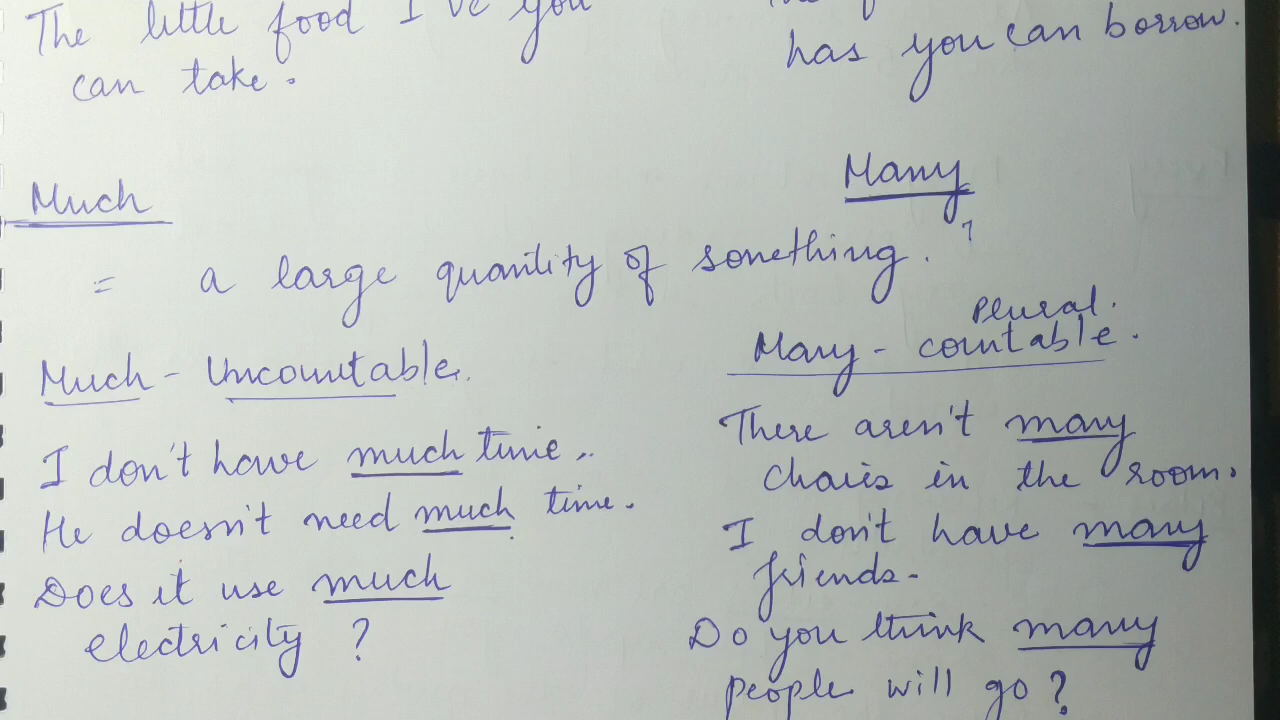 The little food I've you
can take.
has you can borrow.
Much
Many
= a large quantity of something.
Much - Uncountable.
I don't have much time..
He doesn't need much time.
Does it use much
electricity ?
Plural.
Many - countable.
There aren't many
chairs in the room.
I don't have many
friends-
Do you think many
people will go ?